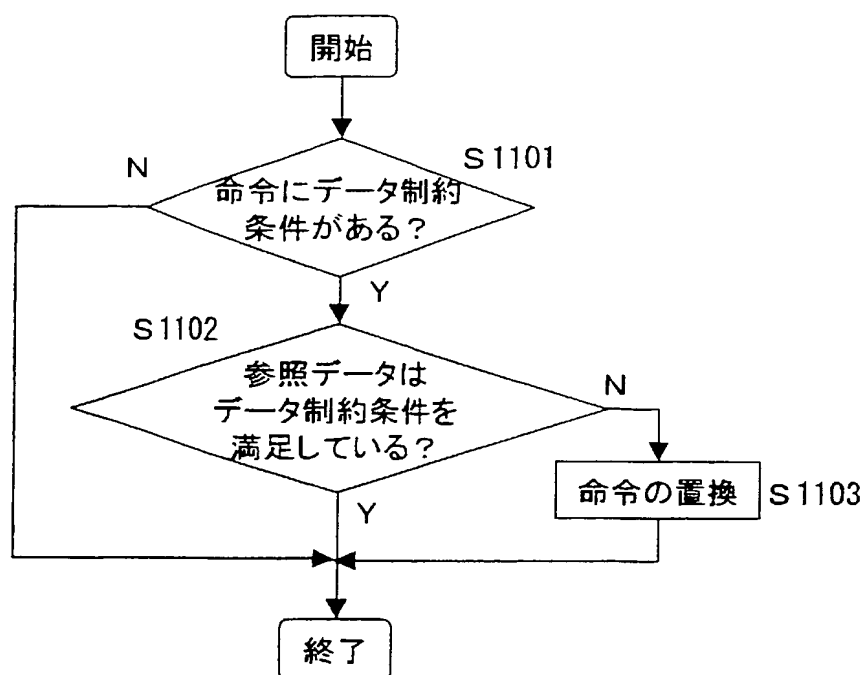 開始
N
S1101
命令にデータ制約
条件がある?
Y
S1102
参照データは
データ制約条件を
満足している?
N
命令の置換
S1103
Y
終了